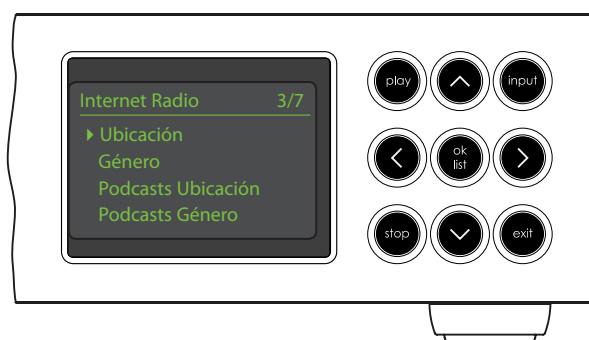 Internet Radio 3/7
Ubicación
Género
Podcasts Ubicación
Podcasts Género
play
input
ok
list
stop
exit